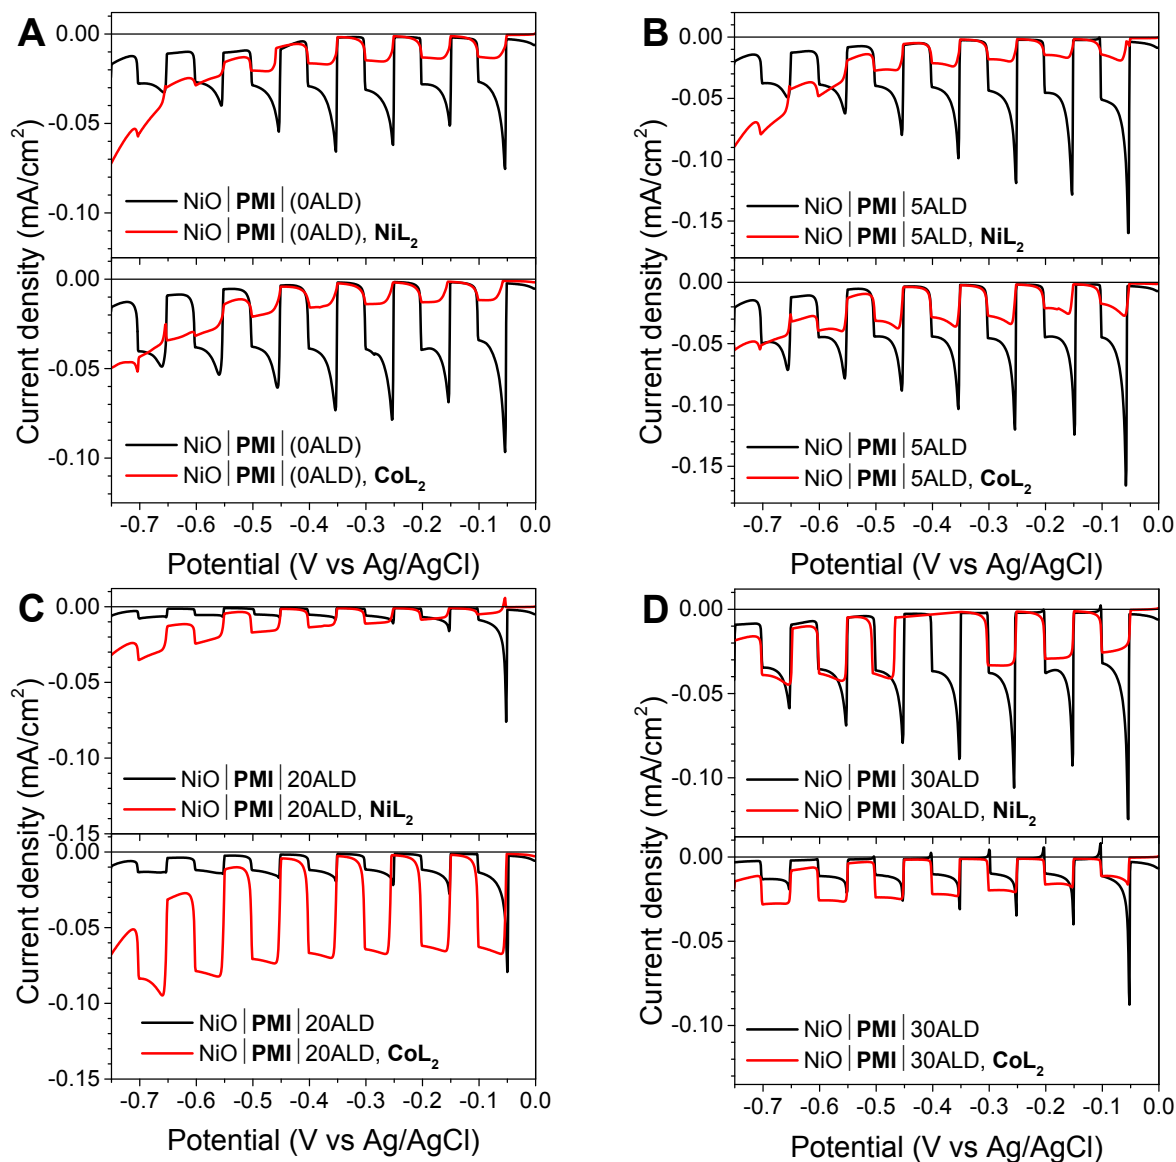 A
0.00
-0.05
-0.10
NiO | PMI | (0ALD)
NiO | PMI | (0ALD), NiL₂
0.00
-0.05
-0.10
NiO | PMI | (0ALD)
NiO | PMI | (0ALD), CoL₂
Current density (mA/cm²)
-0.7 -0.6 -0.5 -0.4 -0.3 -0.2 -0.1 0.0
Potential (V vs Ag/AgCl)
B
0.00
-0.05
-0.10
-0.15
NiO | PMI | 5ALD
NiO | PMI | 5ALD, NiL₂
0.00
-0.05
-0.10
-0.15
NiO | PMI | 5ALD
NiO | PMI | 5ALD, CoL₂
Current density (mA/cm²)
-0.7 -0.6 -0.5 -0.4 -0.3 -0.2 -0.1 0.0
Potential (V vs Ag/AgCl)
C
0.00
-0.05
-0.10
-0.15
NiO | PMI | 20ALD
NiO | PMI | 20ALD, NiL₂
0.00
-0.05
-0.10
-0.15
NiO | PMI | 20ALD
NiO | PMI | 20ALD, CoL₂
Current density (mA/cm²)
-0.7 -0.6 -0.5 -0.4 -0.3 -0.2 -0.1 0.0
Potential (V vs Ag/AgCl)
D
0.00
-0.05
-0.10
NiO | PMI | 30ALD
NiO | PMI | 30ALD, NiL₂
0.00
-0.05
-0.10
NiO | PMI | 30ALD
NiO | PMI | 30ALD, CoL₂
Current density (mA/cm²)
-0.7 -0.6 -0.5 -0.4 -0.3 -0.2 -0.1 0.0
Potential (V vs Ag/AgCl)